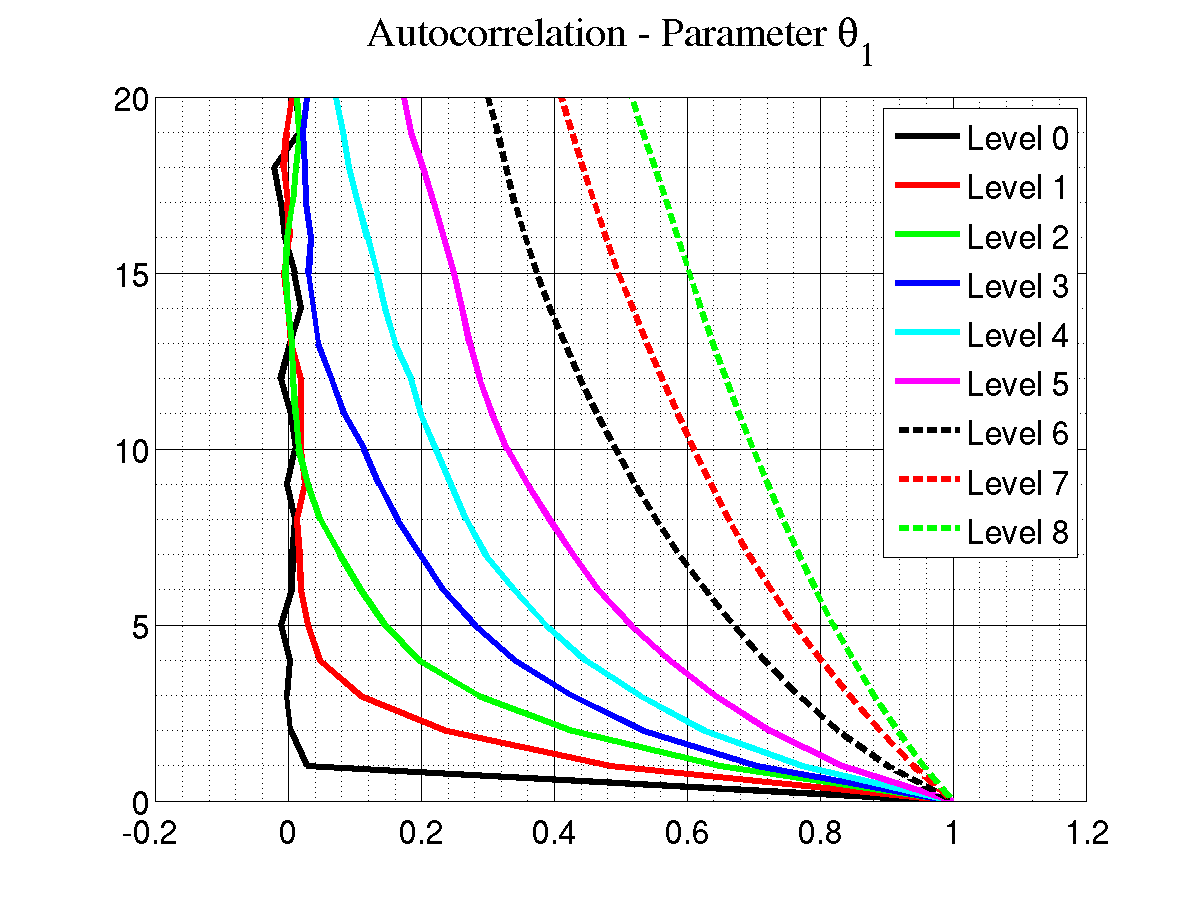 Autocorrelation - Parameter θ₁
20
15
10
5
0
-0.2 0 0.2 0.4 0.6 0.8 1 1.2
Level 0
Level 1
Level 2
Level 3
Level 4
Level 5
Level 6
Level 7
Level 8